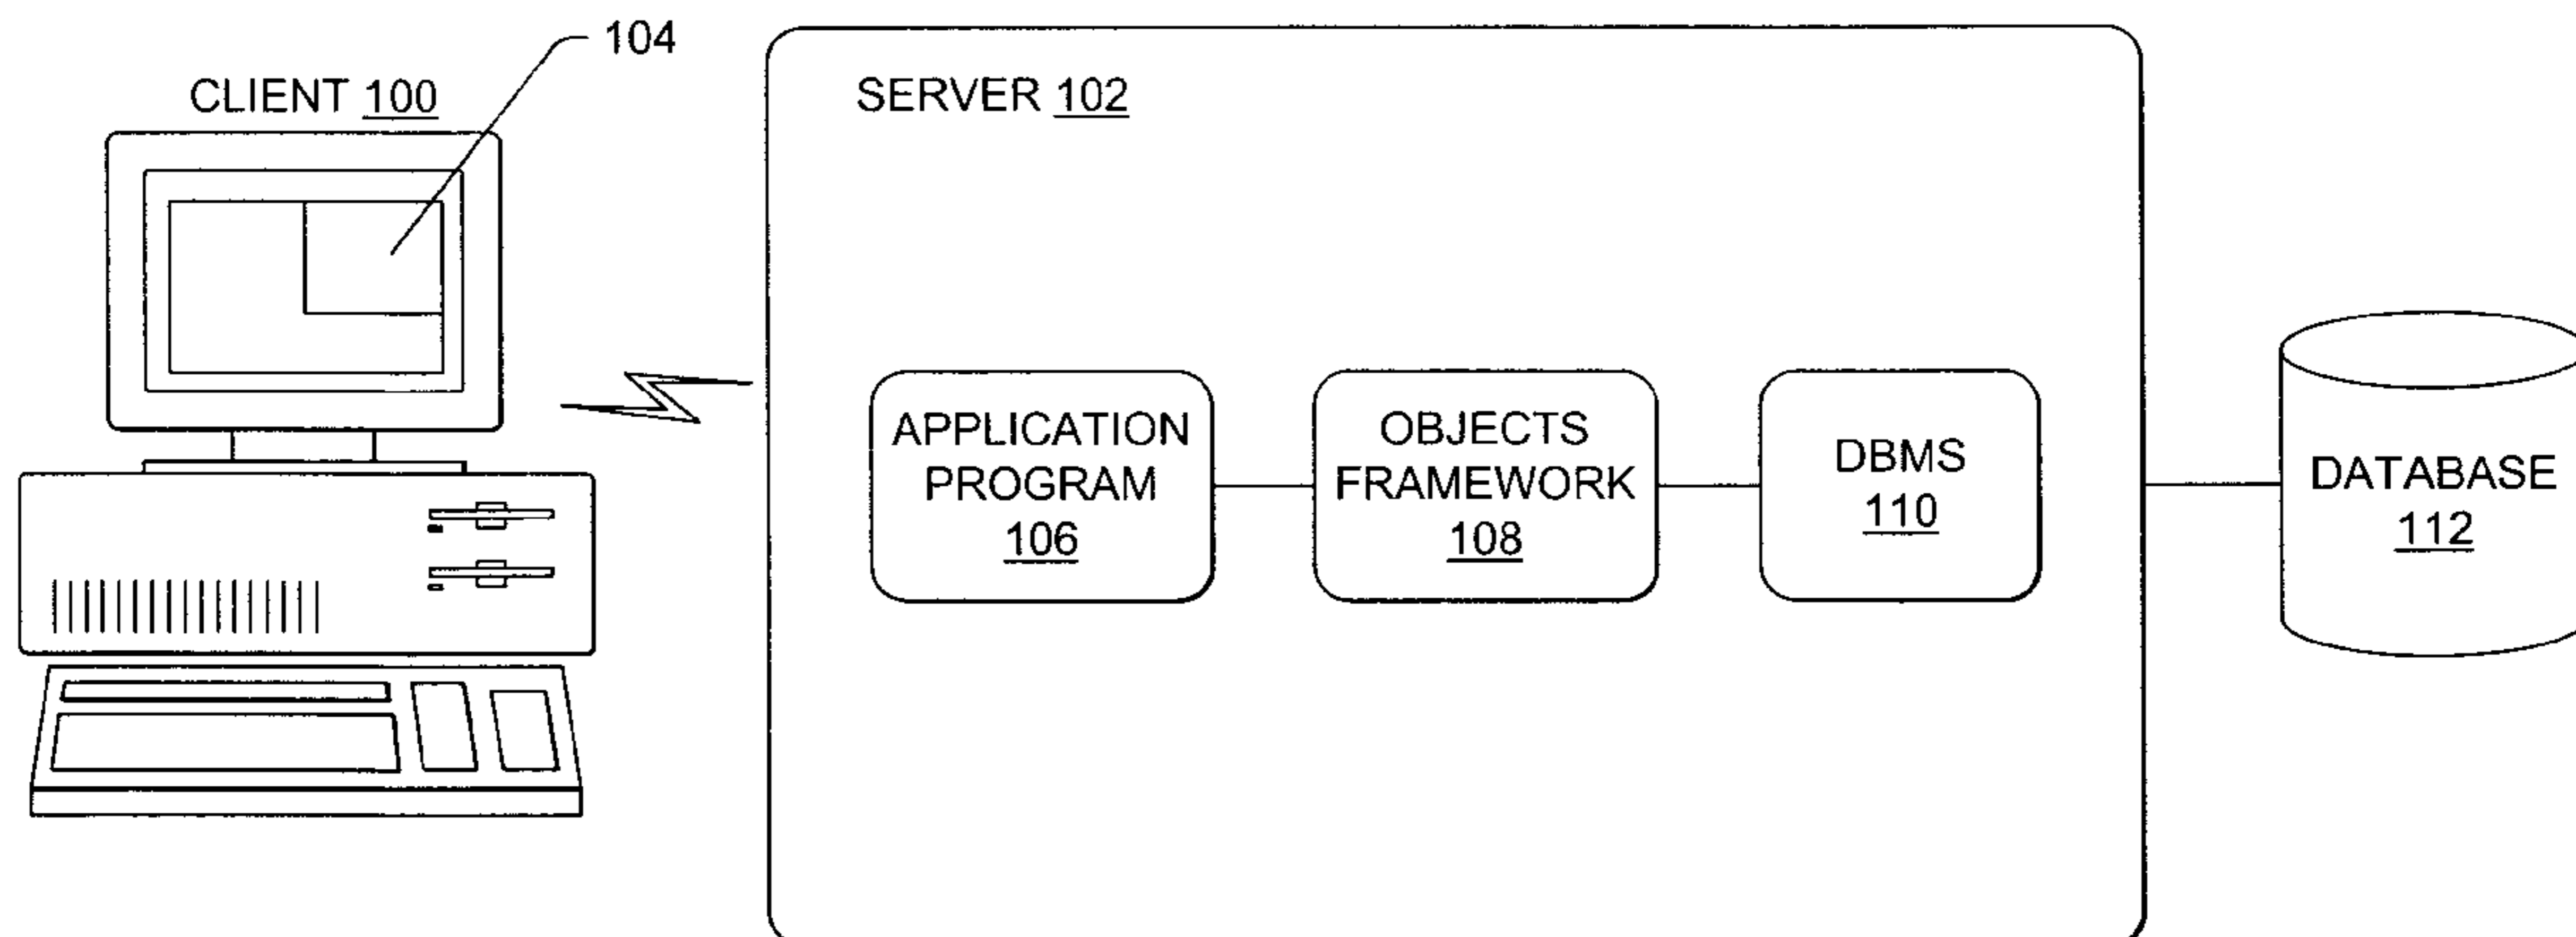 104
CLIENT 100
SERVER 102
APPLICATION
PROGRAM
106
OBJECTS
FRAMEWORK
108
DBMS
110
DATABASE
112